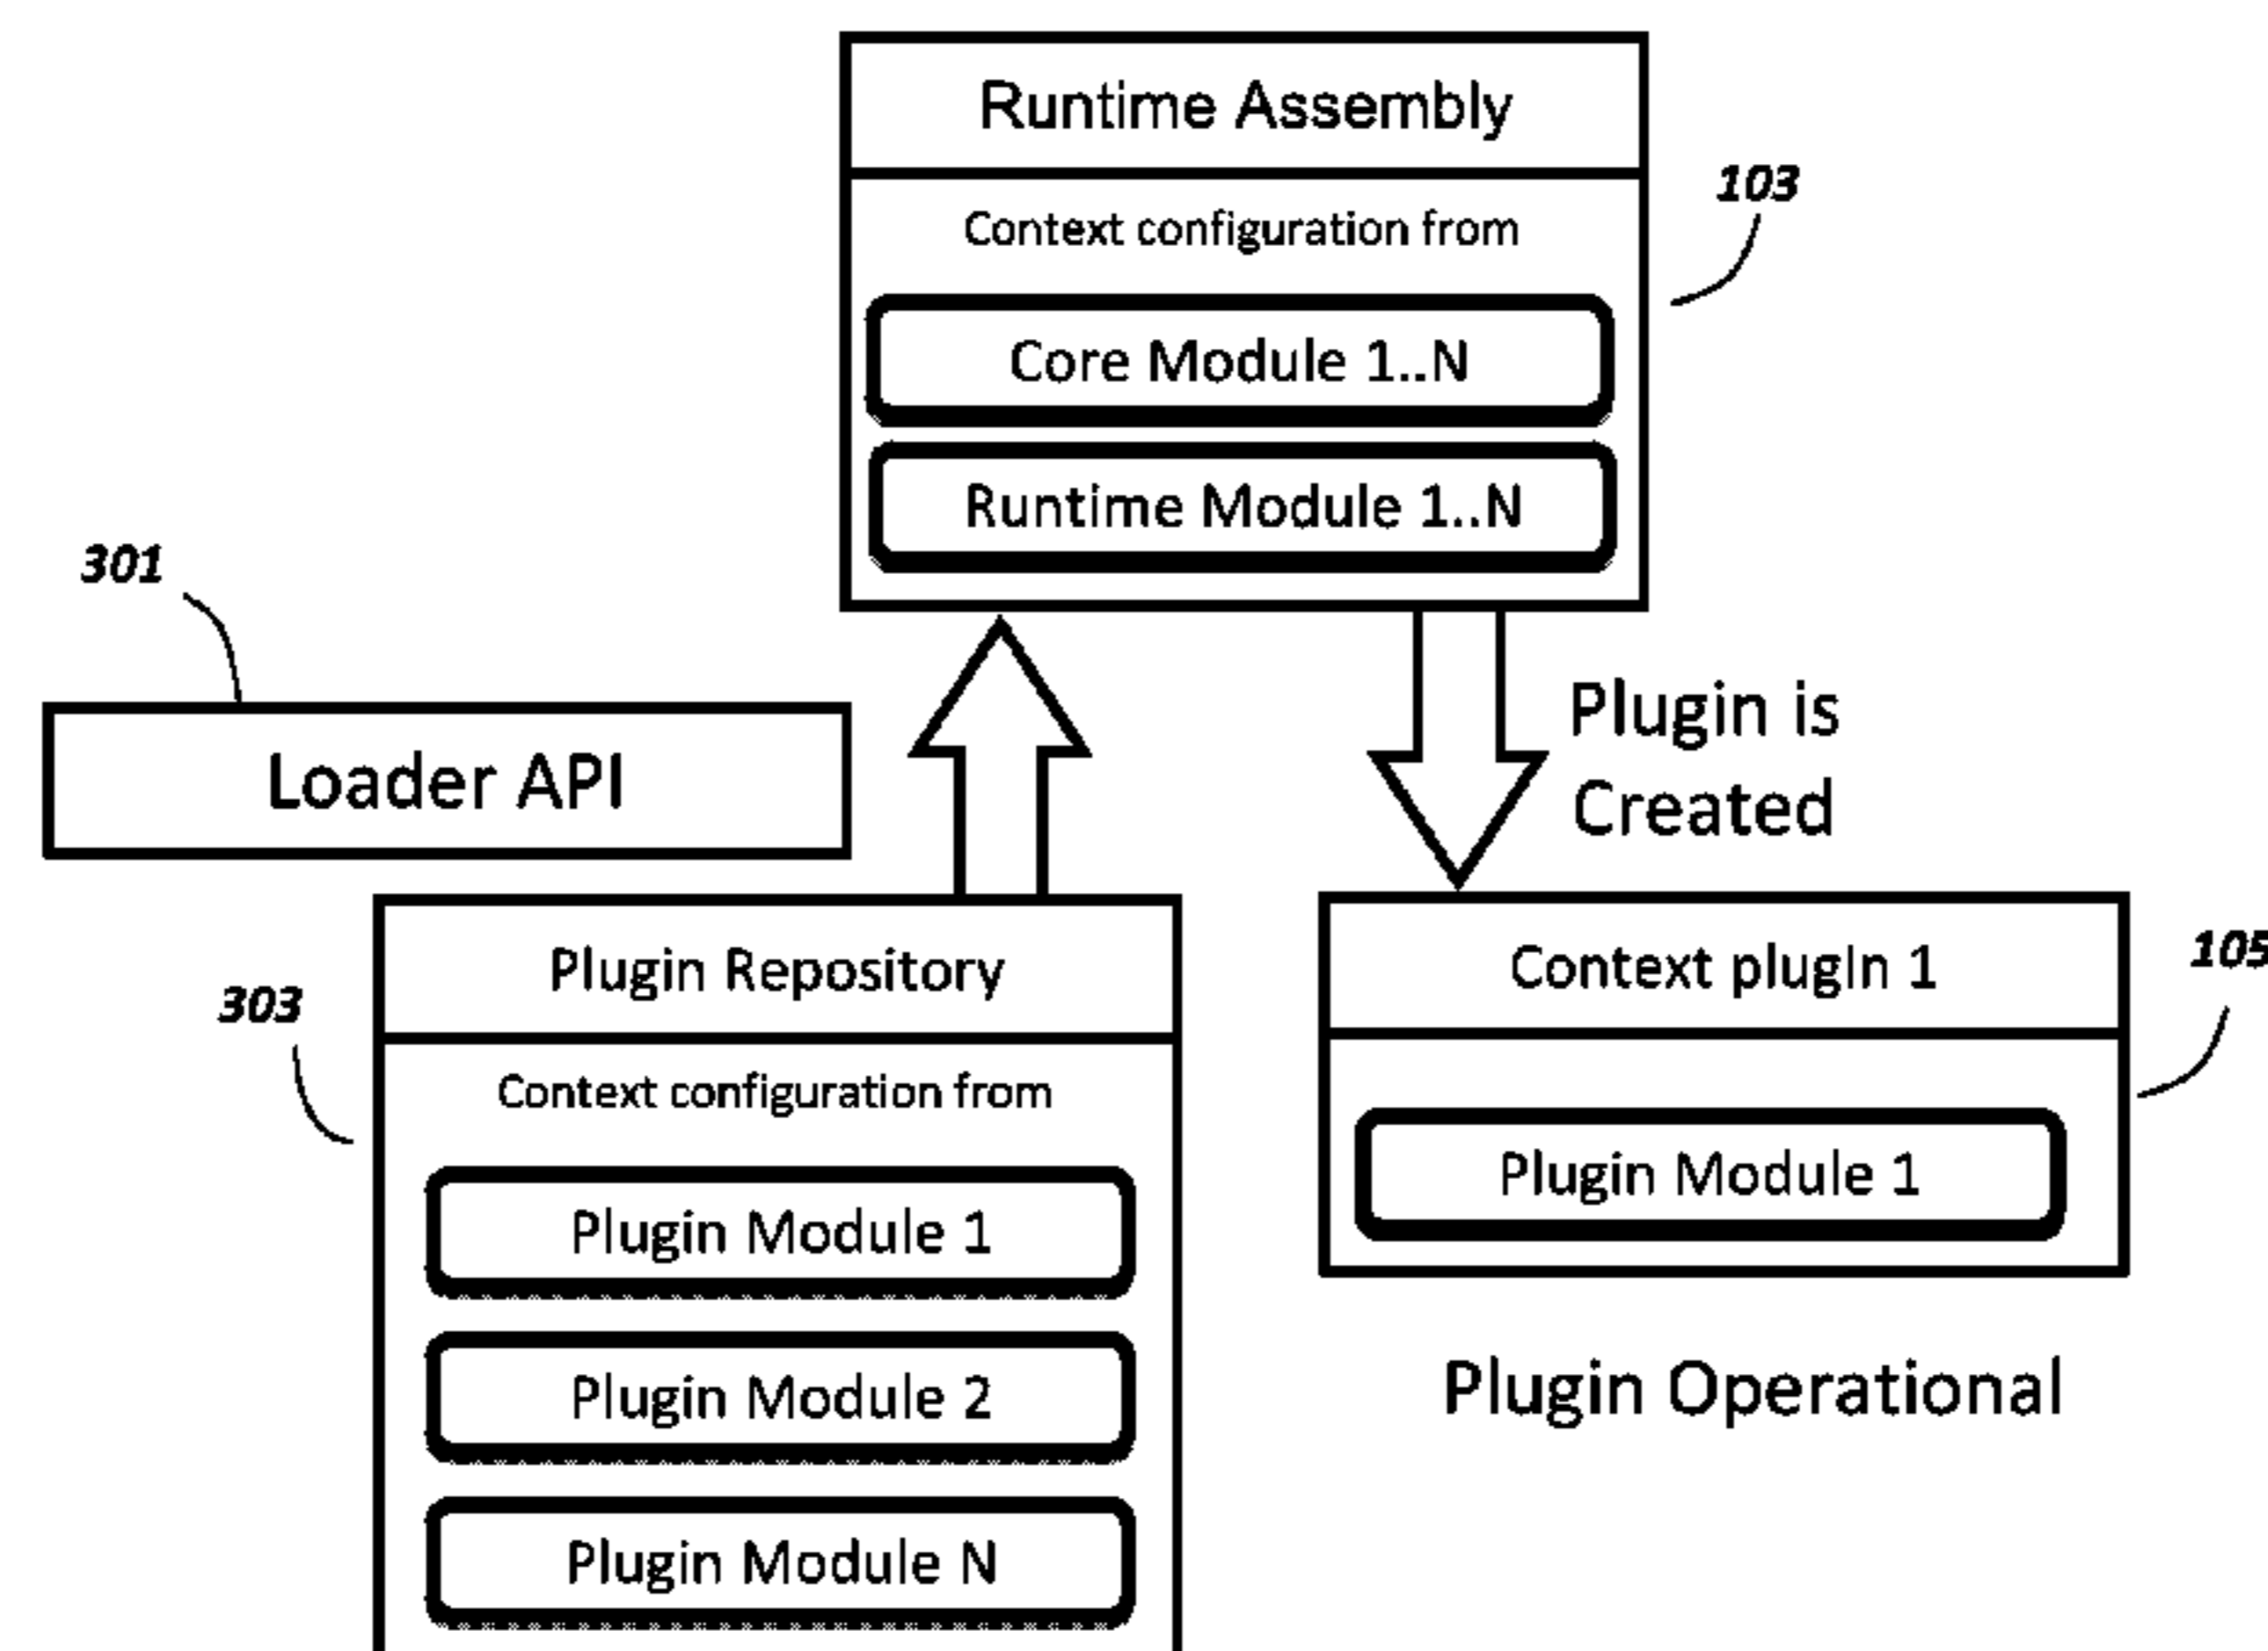 Runtime Assembly
103
Context configuration from
Core Module 1..N
Runtime Module 1..N
301
Loader API
Plugin is
Created
Plugin Repository
303
Context configuration from
Plugin Module 1
Plugin Module 2
Plugin Module N
Context plugIn 1
105
Plugin Module 1
Plugin Operational